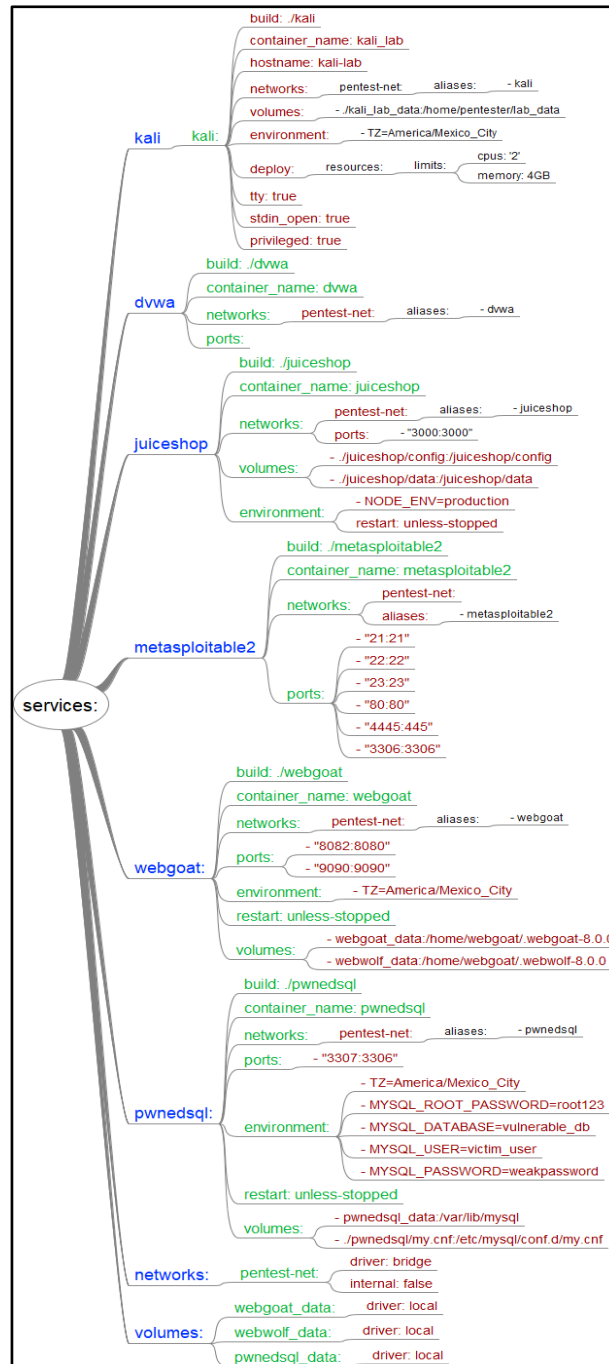 services:
kali
kali:
build: ./kali
container_name: kali_lab
hostname: kali-lab
networks: pentest-net: aliases: - kali
volumes: - ./kali_lab_data:/home/pentester/lab_data
environment: - TZ=America/Mexico_City
deploy: resources: limits: cpus: '2'
memory: 4GB
tty: true
stdin_open: true
privileged: true
dvwa
build: ./dvwa
container_name: dvwa
networks: pentest-net: aliases: - dvwa
ports:
juiceshop
build: ./juiceshop
container_name: juiceshop
networks: pentest-net: aliases: - juiceshop
ports: - "3000:3000"
volumes: - ./juiceshop/config:/juiceshop/config
- ./juiceshop/data:/juiceshop/data
environment: - NODE_ENV=production
restart: unless-stopped
metasploitable2
build: ./metasploitable2
container_name: metasploitable2
networks: pentest-net:
aliases: - metasploitable2
ports: - "21:21"
- "22:22"
- "23:23"
- "80:80"
- "4445:445"
- "3306:3306"
webgoat:
build: ./webgoat
container_name: webgoat
networks: pentest-net: aliases: - webgoat
ports: - "8082:8080"
- "9090:9090"
environment: - TZ=America/Mexico_City
restart: unless-stopped
volumes: - webgoat_data:/home/webgoat/.webgoat-8.0.0
- webwolf_data:/home/webgoat/.webwolf-8.0.0
pwnedsql:
build: ./pwnedsql
container_name: pwnedsql
networks: pentest-net: aliases: - pwnedsql
ports: - "3307:3306"
environment: - TZ=America/Mexico_City
- MYSQL_ROOT_PASSWORD=root123
- MYSQL_DATABASE=vulnerable_db
- MYSQL_USER=victim_user
- MYSQL_PASSWORD=weakpassword
restart: unless-stopped
volumes: - pwnedsql_data:/var/lib/mysql
- ./pwnedsql/my.cnf:/etc/mysql/conf.d/my.cnf
networks: pentest-net: driver: bridge
internal: false
volumes: webgoat_data: driver: local
webwolf_data: driver: local
pwnedsql_data: driver: local